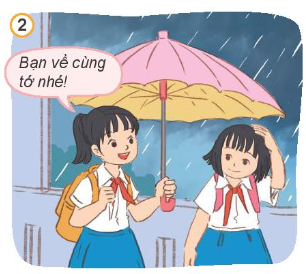 2
Bạn về cùng
tớ nhé!